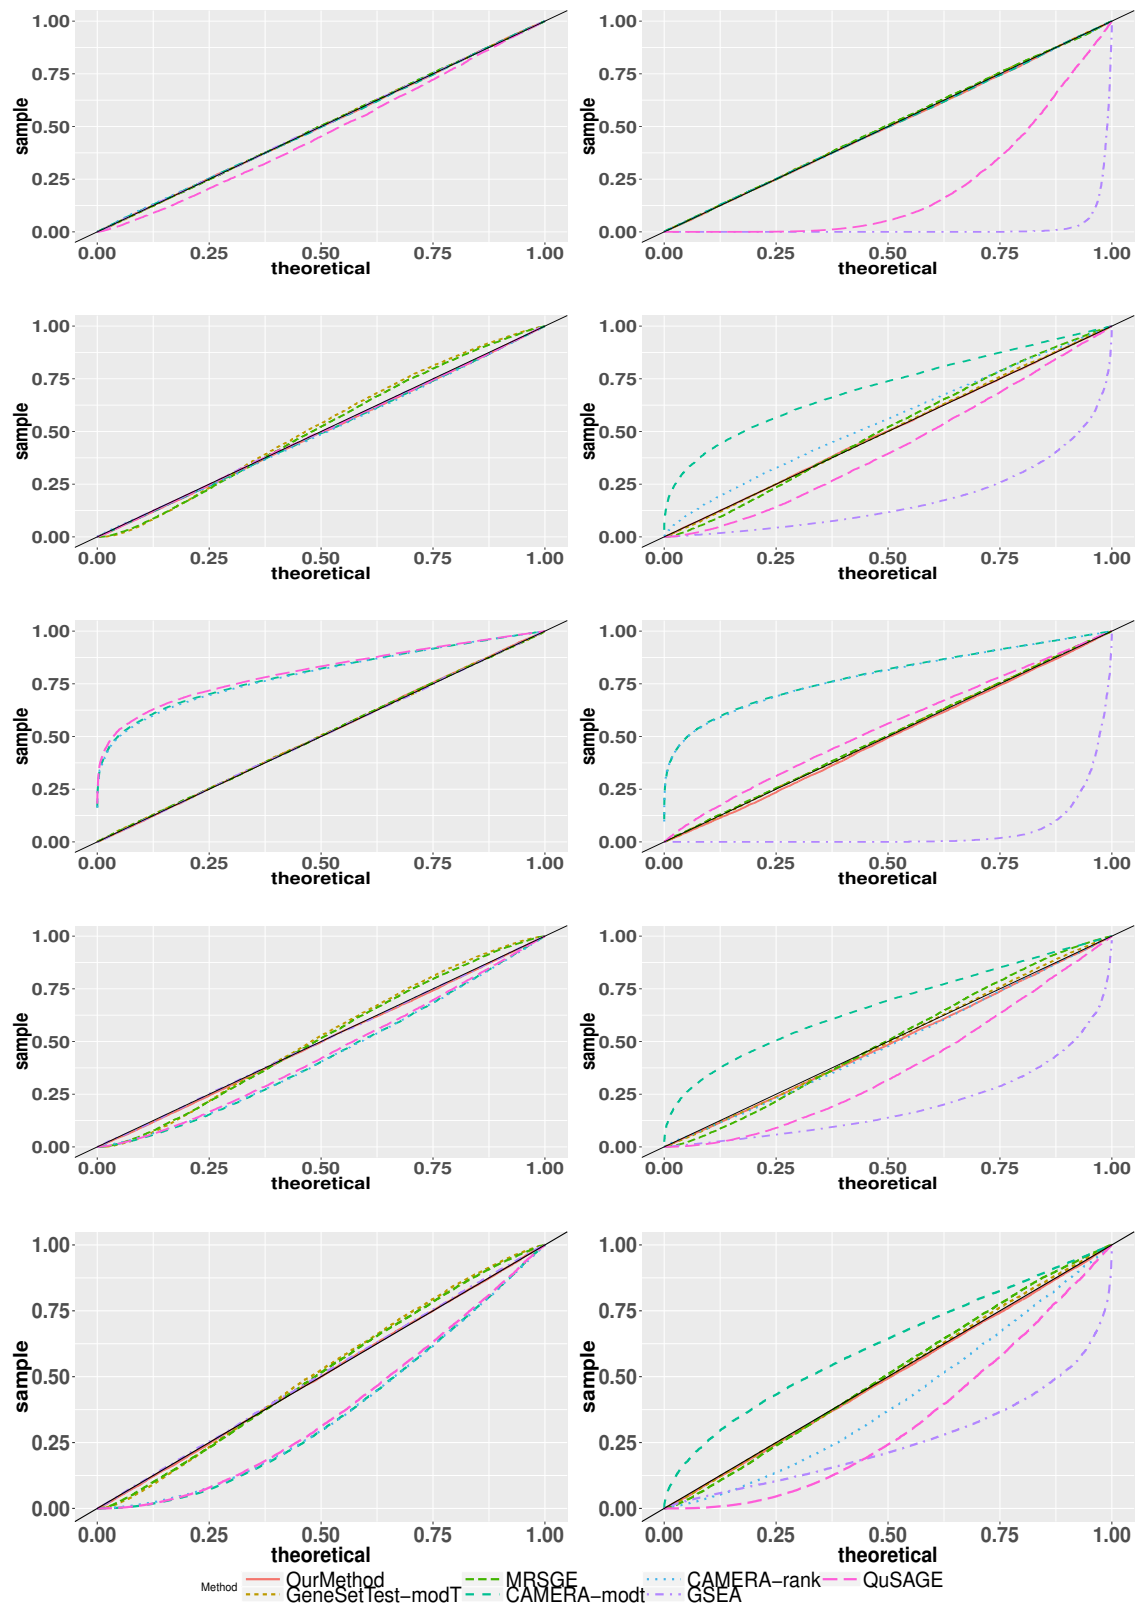 1.00 1.00
0.75 0.75
0.50 0.50
0.25 0.25
0.00 0.00
sample sample
0.00 0.25 0.50 0.75 1.00 0.00 0.25 0.50 0.75 1.00
theoretical theoretical
1.00 1.00
0.75 0.75
0.50 0.50
0.25 0.25
0.00 0.00
sample sample
0.00 0.25 0.50 0.75 1.00 0.00 0.25 0.50 0.75 1.00
theoretical theoretical
1.00 1.00
0.75 0.75
0.50 0.50
0.25 0.25
0.00 0.00
sample sample
0.00 0.25 0.50 0.75 1.00 0.00 0.25 0.50 0.75 1.00
theoretical theoretical
1.00 1.00
0.75 0.75
0.50 0.50
0.25 0.25
0.00 0.00
sample sample
0.00 0.25 0.50 0.75 1.00 0.00 0.25 0.50 0.75 1.00
theoretical theoretical
1.00 1.00
0.75 0.75
0.50 0.50
0.25 0.25
0.00 0.00
sample sample
0.00 0.25 0.50 0.75 1.00 0.00 0.25 0.50 0.75 1.00
theoretical theoretical
Method OurMethod MRSGE CAMERA−rank QuSAGE
GeneSetTest−modT CAMERA−modt GSEA